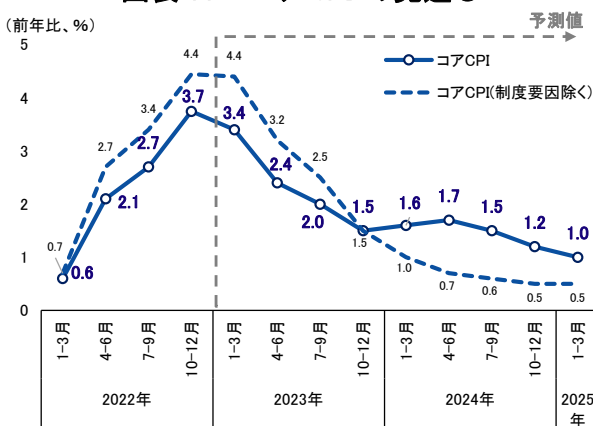 (前年比、%)
予測値
コアCPI
コアCPI(制度要因除く)
5
4
3
2
1
0
0.7
2.7
3.4
4.4
4.4
3.2
2.5
1.5
1.0
0.7
0.6
0.5
0.5
0.6
2.1
2.7
3.7
3.4
2.4
2.0
1.5
1.6
1.7
1.5
1.2
1.0
1-3月
4-6月
7-9月
10-12月
1-3月
4-6月
7-9月
10-12月
1-3月
4-6月
7-9月
10-12月
1-3月
2022年
2023年
2024年
2025
年